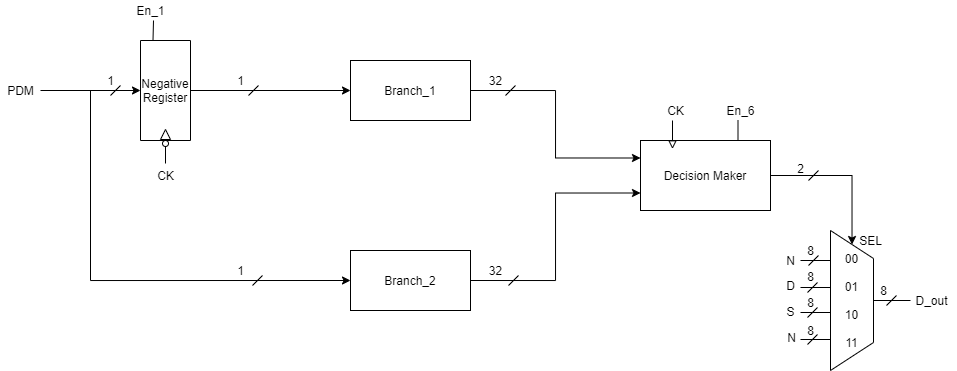 En_1
PDM
1
Negative
Register
CK
1
Branch_1
32
CK
En_6
Decision Maker
2
1
Branch_2
32
SEL
N
8
00
D
8
01
S
8
10
N
8
11
8
D_out